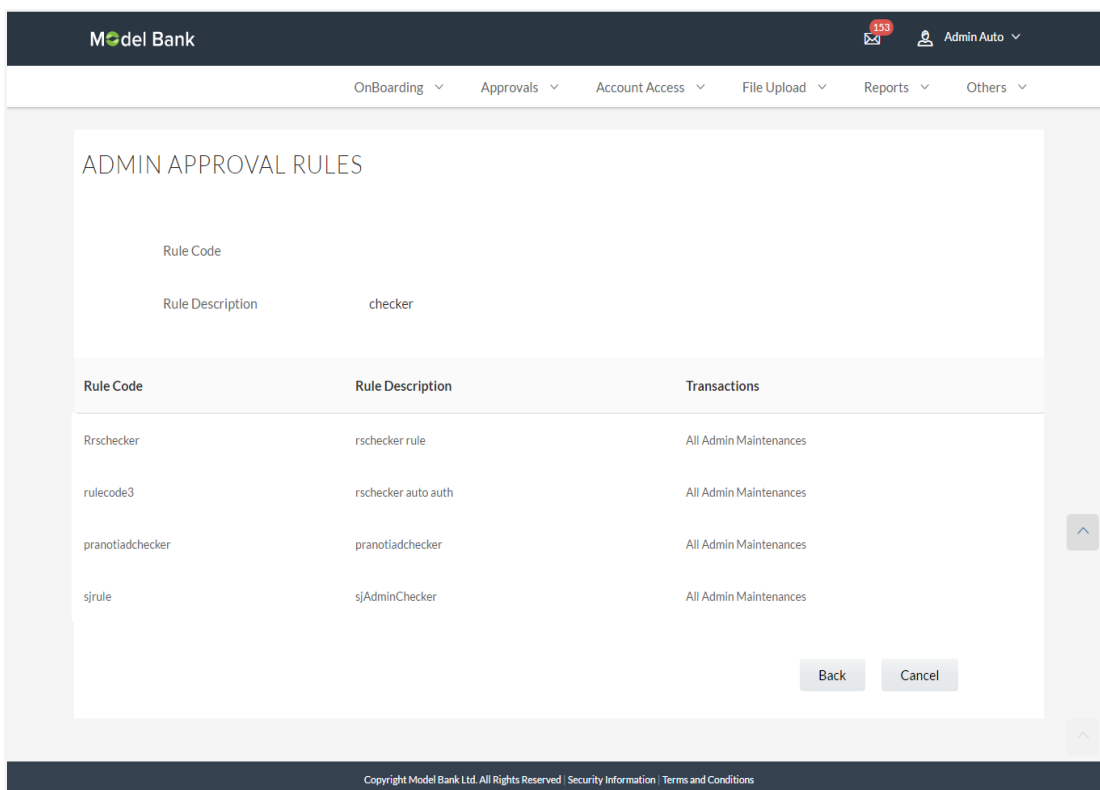 Model Bank
153
Admin Auto
OnBoarding Approvals Account Access File Upload Reports Others
ADMIN APPROVAL RULES
Rule Code
Rule Description checker
Rule Code Rule Description Transactions
Rrschecker rschecker rule All Admin Maintenances
rulecode3 rschecker auto auth All Admin Maintenances
pranotiadchecker pranotiadchecker All Admin Maintenances
sjrule sjAdminChecker All Admin Maintenances
Back Cancel
Copyright Model Bank Ltd. All Rights Reserved | Security Information | Terms and Conditions